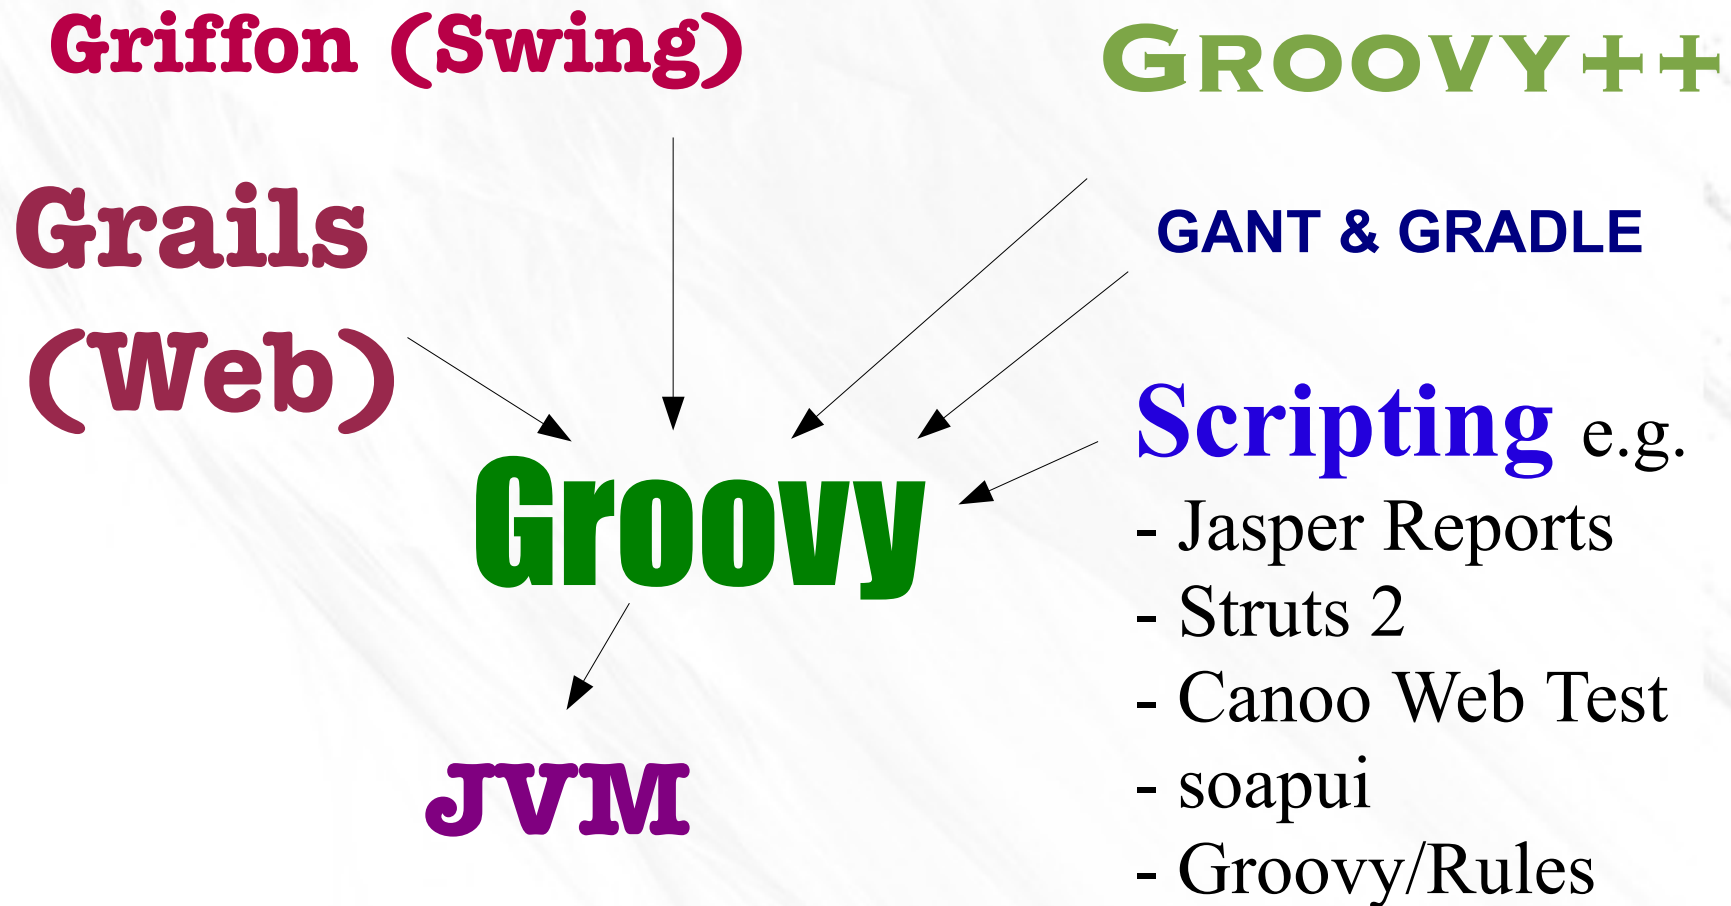 Griffon (Swing)
GROOVY++
Grails
(Web)
GANT & GRADLE
Scripting e.g.
- Jasper Reports
- Struts 2
- Canoo Web Test
- soapui
- Groovy/Rules
Groovy
JVM